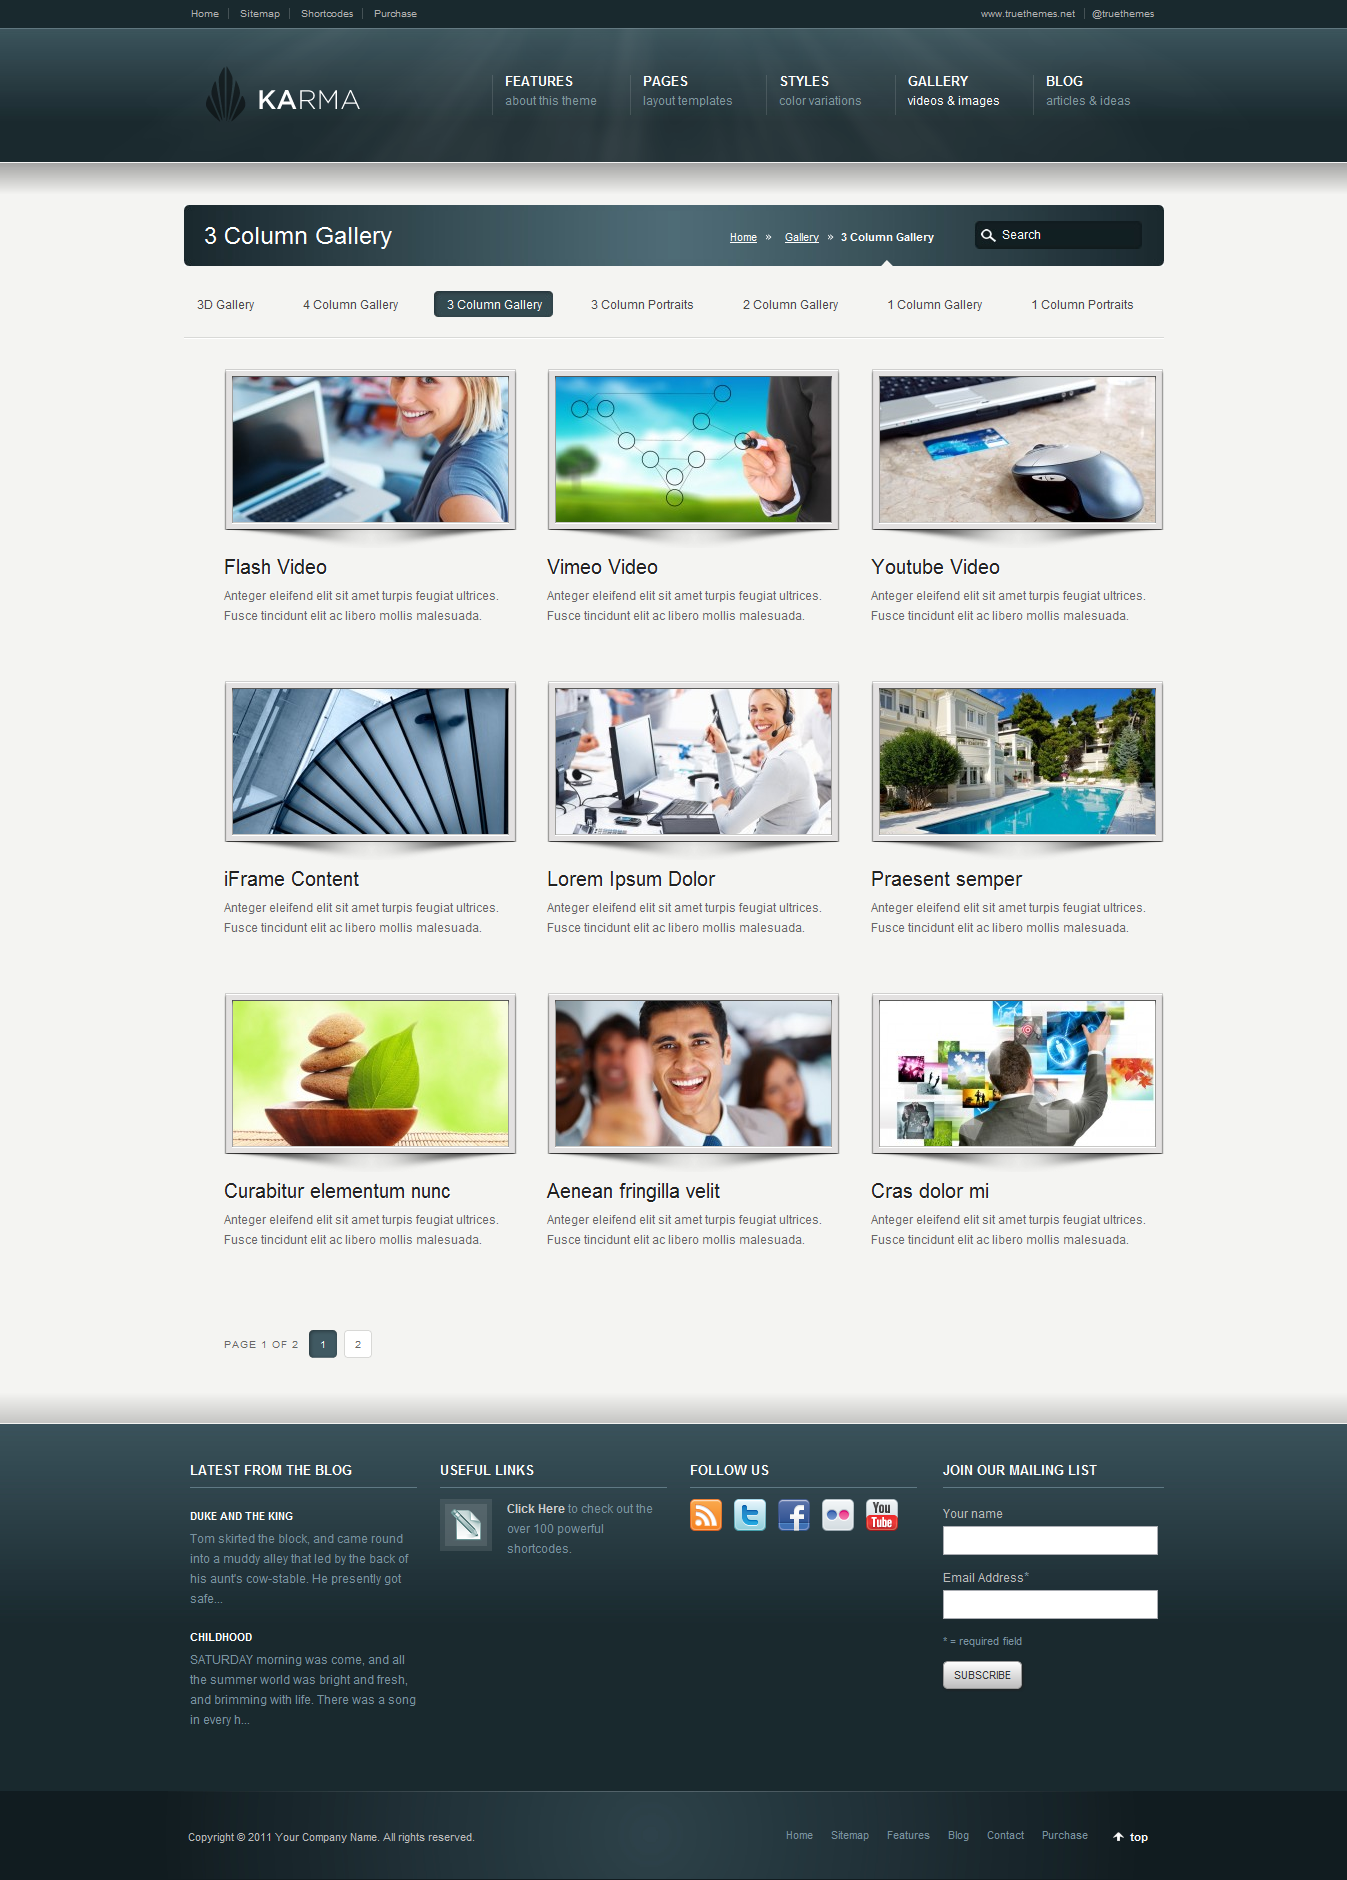 Home Sitemap Shortcodes Purchase
www.truethemes.net @truethemes
KARMA
FEATURES
about this theme
PAGES
layout templates
STYLES
color variations
GALLERY
videos & images
BLOG
articles & ideas
3 Column Gallery
Home » Gallery » 3 Column Gallery
Search
3D Gallery 4 Column Gallery 3 Column Gallery 3 Column Portraits 2 Column Gallery 1 Column Gallery 1 Column Portraits
Flash Video
Anteger eleifend elit sit amet turpis feugiat ultrices.
Fusce tincidunt elit ac libero mollis malesuada.
Vimeo Video
Anteger eleifend elit sit amet turpis feugiat ultrices.
Fusce tincidunt elit ac libero mollis malesuada.
Youtube Video
Anteger eleifend elit sit amet turpis feugiat ultrices.
Fusce tincidunt elit ac libero mollis malesuada.
iFrame Content
Anteger eleifend elit sit amet turpis feugiat ultrices.
Fusce tincidunt elit ac libero mollis malesuada.
Lorem Ipsum Dolor
Anteger eleifend elit sit amet turpis feugiat ultrices.
Fusce tincidunt elit ac libero mollis malesuada.
Praesent semper
Anteger eleifend elit sit amet turpis feugiat ultrices.
Fusce tincidunt elit ac libero mollis malesuada.
Curabitur elementum nunc
Anteger eleifend elit sit amet turpis feugiat ultrices.
Fusce tincidunt elit ac libero mollis malesuada.
Aenean fringilla velit
Anteger eleifend elit sit amet turpis feugiat ultrices.
Fusce tincidunt elit ac libero mollis malesuada.
Cras dolor mi
Anteger eleifend elit sit amet turpis feugiat ultrices.
Fusce tincidunt elit ac libero mollis malesuada.
PAGE 1 OF 2 1 2
LATEST FROM THE BLOG
DUKE AND THE KING
Tom skirted the block, and came round
into a muddy alley that led by the back of
his aunt's cow-stable. He presently got
safe...
CHILDHOOD
SATURDAY morning was come, and all
the summer world was bright and fresh,
and brimming with life. There was a song
in every h...
USEFUL LINKS
Click Here to check out the
over 100 powerful
shortcodes.
FOLLOW US
You
Tube
JOIN OUR MAILING LIST
Your name
Email Address*
* = required field
SUBSCRIBE
Copyright © 2011 Your Company Name. All rights reserved.
Home Sitemap Features Blog Contact Purchase top